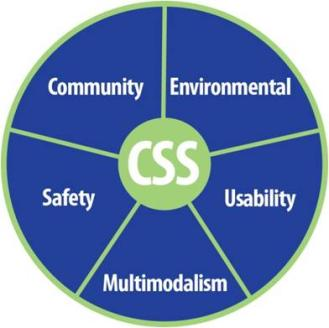 Community
Environmental
CSS
Safety
Usability
Multimodalism